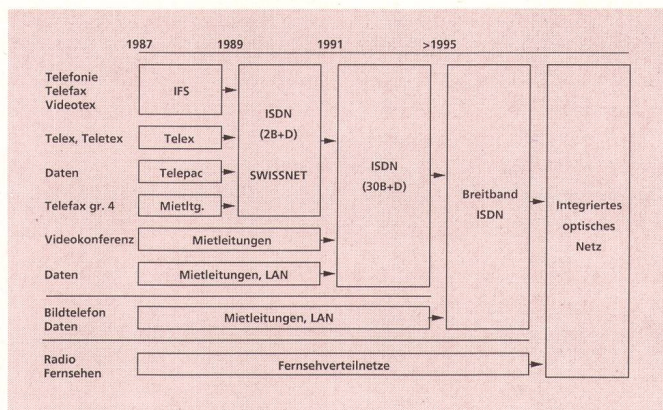 1987 1989 1991 >1995
Telefonie
Telefax
Videotex
IFS
Telex, Teletex
Telex
Daten
Telepac
Telefax gr. 4
Mietltg.
ISDN
(2B+D)
SWISSNET
Videokonferenz
Mietleitungen
Daten
Mietleitungen, LAN
ISDN
(30B+D)
Bildtelefon
Daten
Mietleitungen, LAN
Breitband
ISDN
Radio
Fernsehen
Fernsehverteilnetze
Integriertes
optisches
Netz